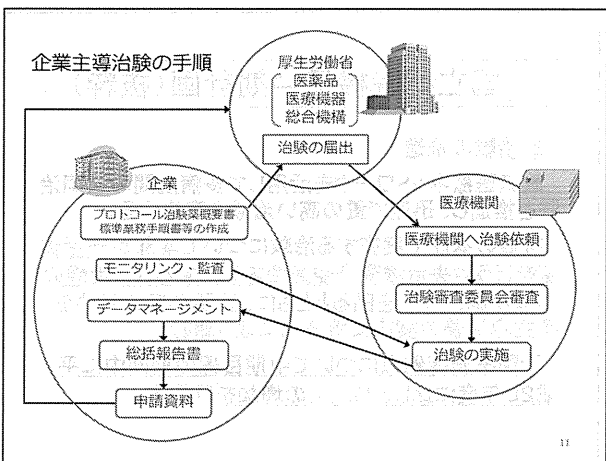 企業主導治験の手順
厚生労働省
医薬品
医療機器
総合機構
治験の届出
企業
プロトコール治験薬概要書
標準業務手順書等の作成
モニタリング・監査
データマネージメント
総括報告書
申請資料
医療機関
医療機関へ治験依頼
治験審査委員会審査
治験の実施
11